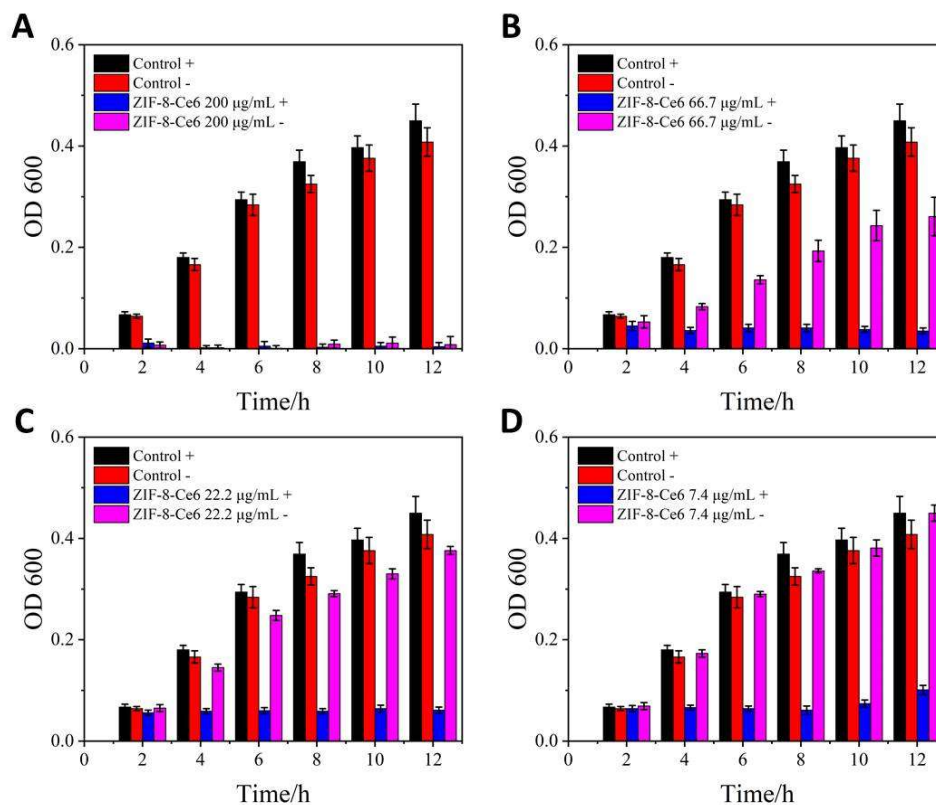 A
0.6
Control +
Control -
ZIF-8-Ce6 200 μg/mL +
ZIF-8-Ce6 200 μg/mL -
0.4
OD 600
0.2
0.0
0 2 4 6 8 10 12
Time/h
B
0.6
Control +
Control -
ZIF-8-Ce6 66.7 μg/mL +
ZIF-8-Ce6 66.7 μg/mL -
0.4
OD 600
0.2
0.0
0 2 4 6 8 10 12
Time/h
C
0.6
Control +
Control -
ZIF-8-Ce6 22.2 μg/mL +
ZIF-8-Ce6 22.2 μg/mL -
0.4
OD 600
0.2
0.0
0 2 4 6 8 10 12
Time/h
D
0.6
Control +
Control -
ZIF-8-Ce6 7.4 μg/mL +
ZIF-8-Ce6 7.4 μg/mL -
0.4
OD 600
0.2
0.0
0 2 4 6 8 10 12
Time/h